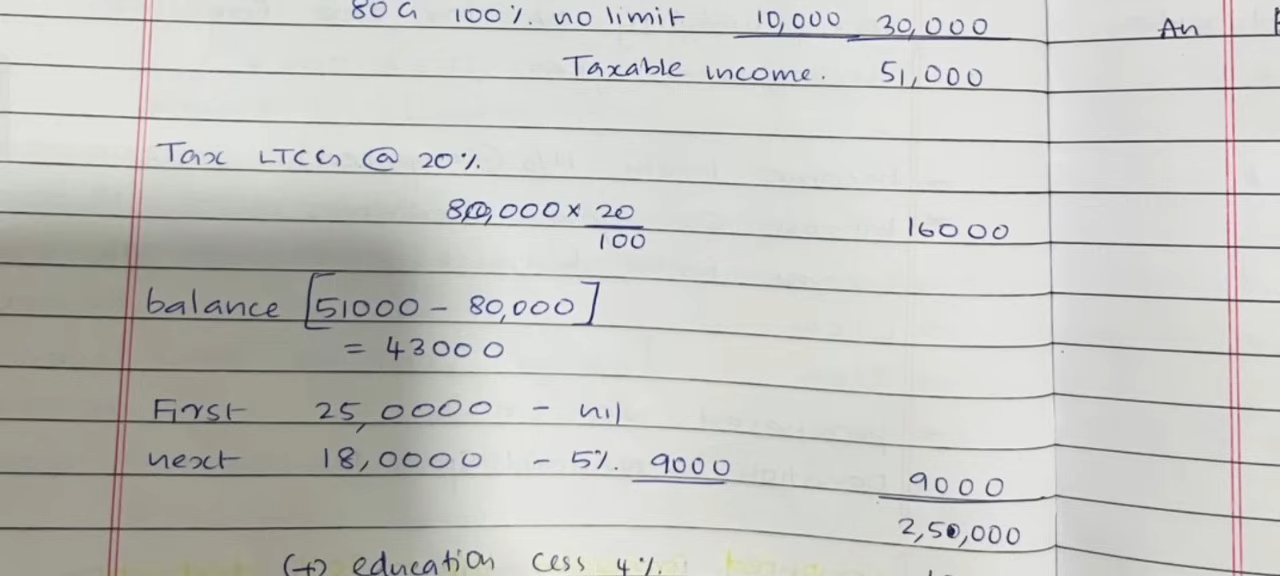 80G 100%. no limit 10,000 30,000 An
Taxable income. 51,000
Tax LTCG @ 20%.
80,000 × 20/100 16000
balance [51000 - 80,000]
= 43000
First 25,0000 - nil
next 18,0000 - 5%. 9000
9000
2,50,000
(+) education cess 4%.